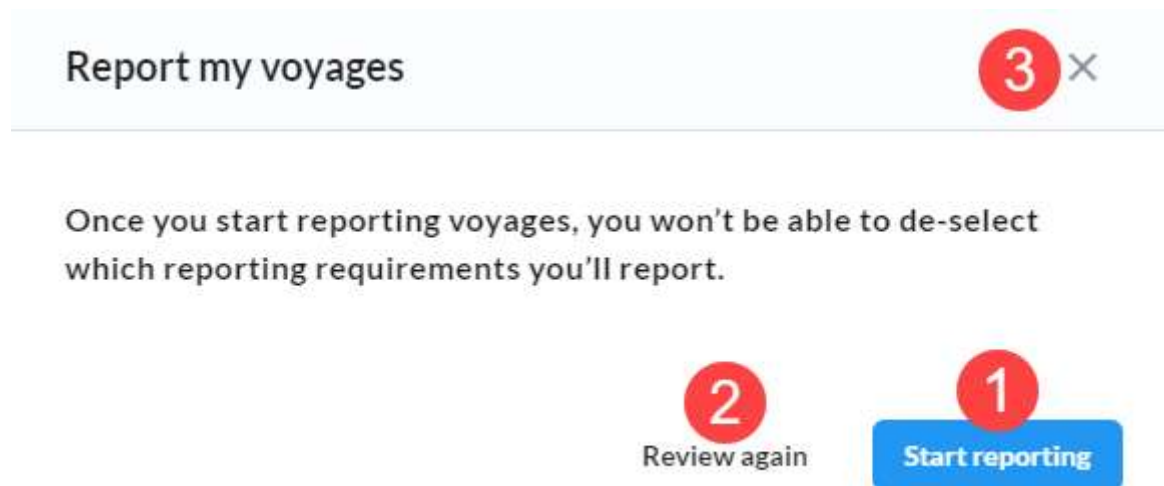 Report my voyages
3
Once you start reporting voyages, you won't be able to de-select
which reporting requirements you'll report.
2
1
Review again
Start reporting